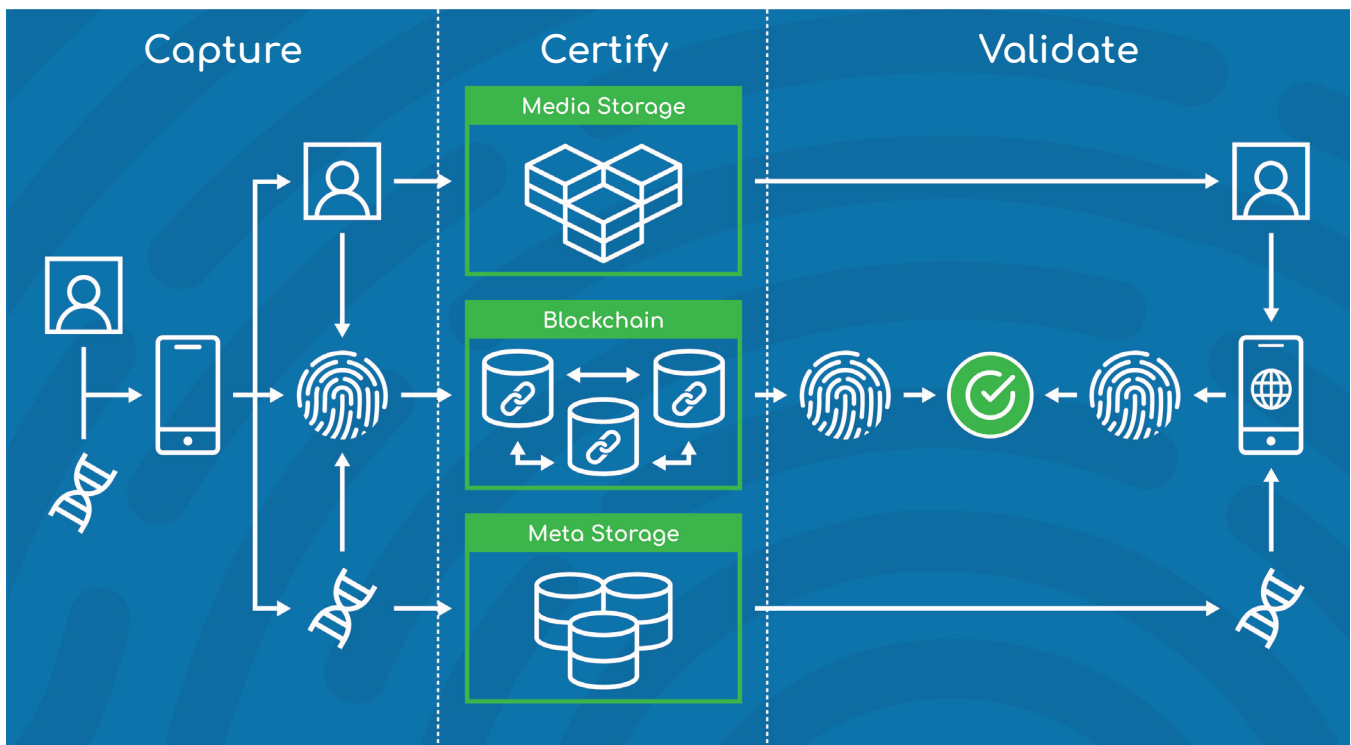 Capture
Certify
Validate
Media Storage
Blockchain
Meta Storage